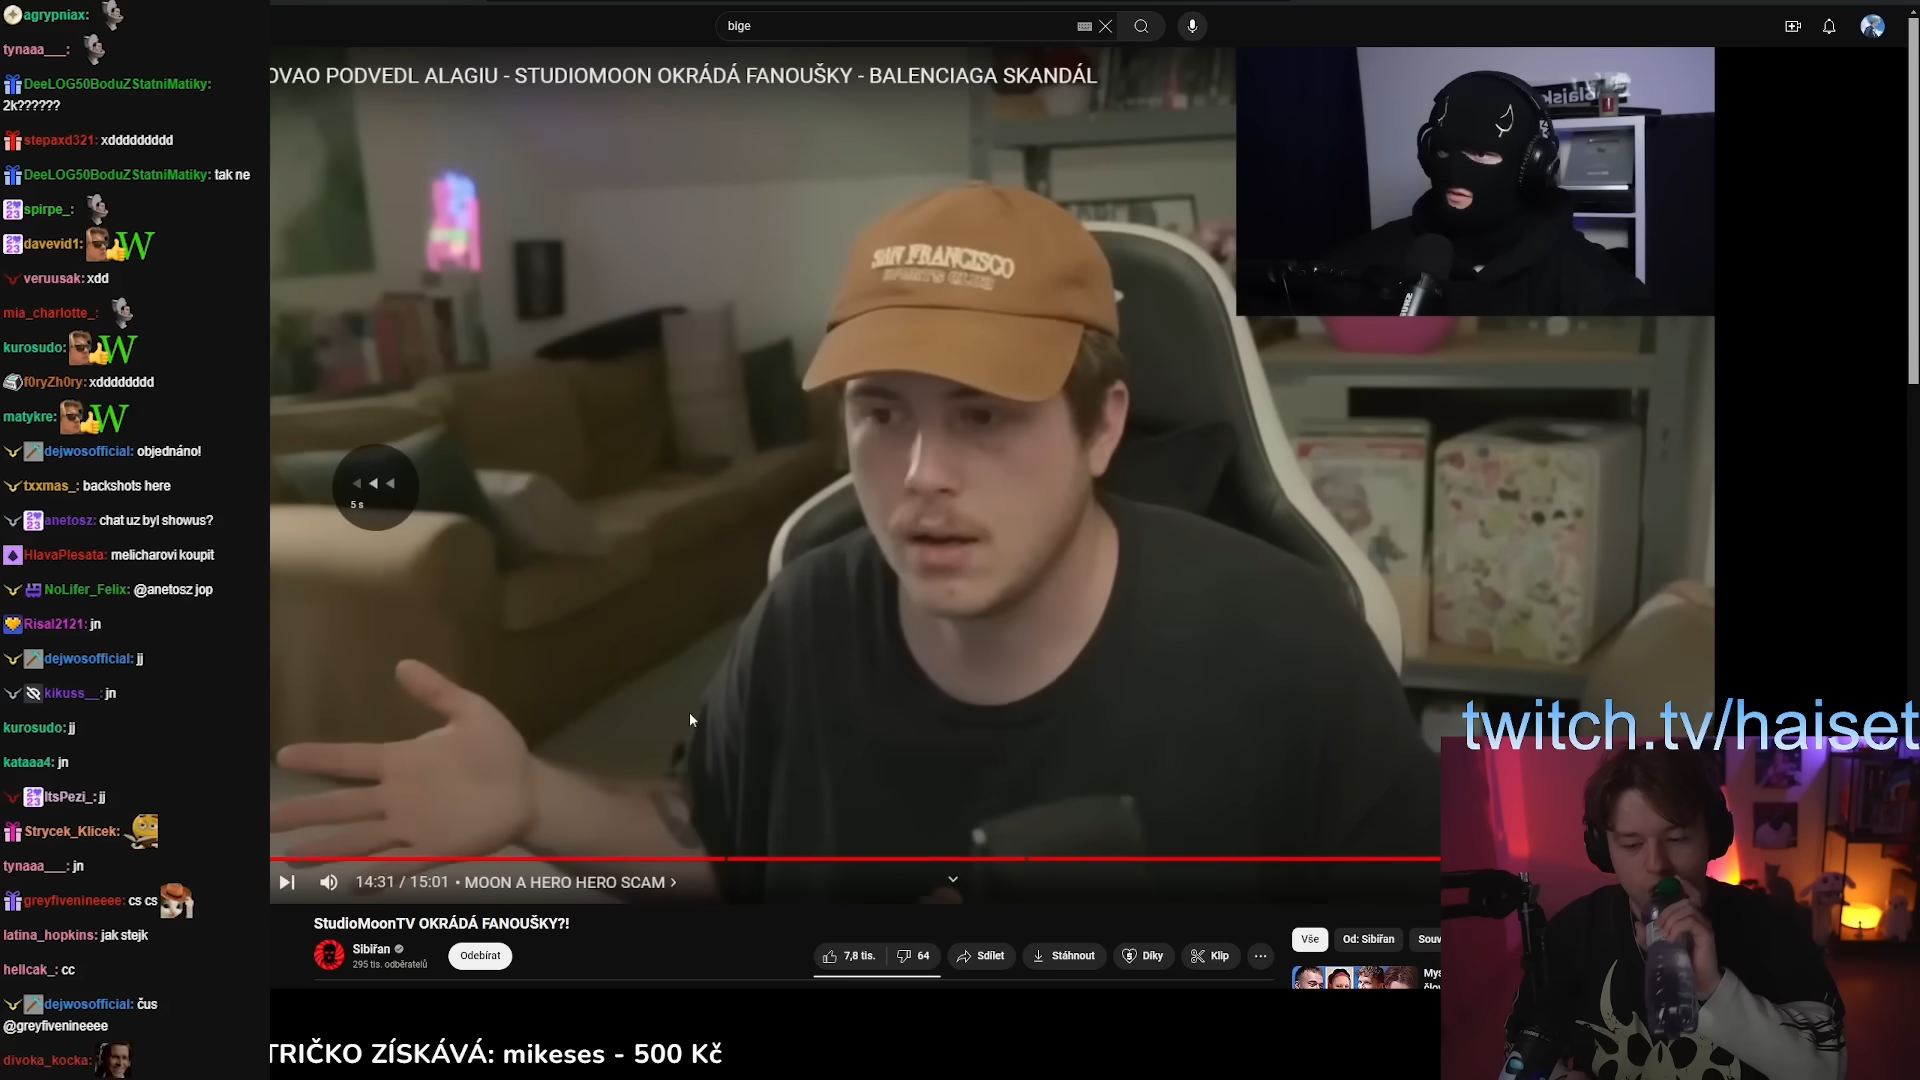 agrypniax:
tynaaa___:
DeeLOG50BoduZStatniMatiky:
2k??????
stepaxd321: xddddddddd
DeeLOG50BoduZStatniMatiky: tak ne
spirpe_:
davevid1: W
veruusak: xdd
mia_charlotte_:
kurosudo: W
f0ryZh0ry: xdddddddd
matykre: W
dejwosofficial: objednáno!
txxmas_: backshots here
anetosz: chat uz byl showus?
HlavaPlesata: melicharovi koupit
NoLifer_Felix: @anetosz jop
Risal2121: jn
dejwosofficial: jj
kikuss__: jn
kurosudo: jj
kataaa4: jn
ItsPezi_: jj
Strycek_Klicek:
tynaaa___: jn
greyfivenineeee: cs cs
latina_hopkins: jak stejk
hellcak_: cc
dejwosofficial: čus
@greyfivenineeee
divoka_kocka:
bige
OVAO PODVEDL ALAGIU - STUDIOMOON OKRÁDÁ FANOUŠKY - BALENCIAGA SKANDÁL
SAN FRANCISCO
SPORTS CLUB
5 s
twitch.tv/haiset
14:31 / 15:01 • MOON A HERO HERO SCAM ›
StudioMoonTV OKRÁDÁ FANOUŠKY?!
Sibiřan
295 tis. odběratelů
Odebírat
7,8 tis.
64
Sdílet
Stáhnout
Díky
Klip
Vše
Od: Sibiřan
Souv
Mys
člov
TRIČKO ZÍSKÁVÁ: mikeses - 500 Kč